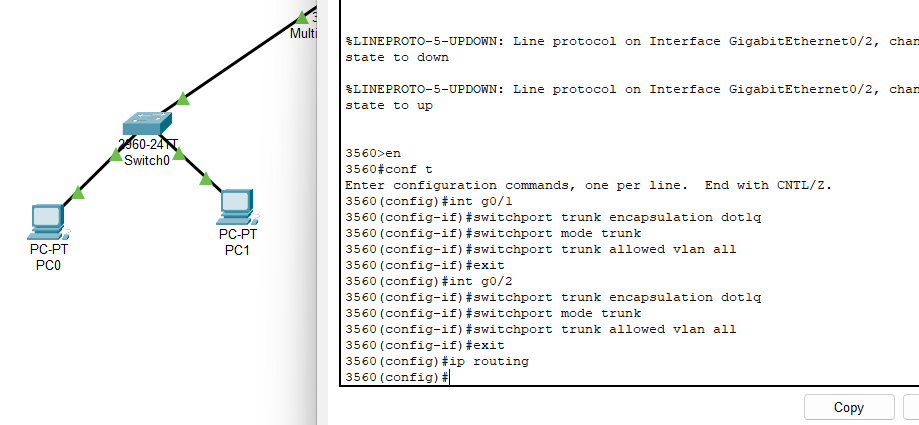 3
Multi
2960-24TT
Switch0
PC-PT
PC0
PC-PT
PC1
%LINEPROTO-5-UPDOWN: Line protocol on Interface GigabitEthernet0/2, chan
state to down
%LINEPROTO-5-UPDOWN: Line protocol on Interface GigabitEthernet0/2, chan
state to up
3560>en
3560#conf t
Enter configuration commands, one per line.  End with CNTL/Z.
3560(config)#int g0/1
3560(config-if)#switchport trunk encapsulation dot1q
3560(config-if)#switchport mode trunk
3560(config-if)#switchport trunk allowed vlan all
3560(config-if)#exit
3560(config)#int g0/2
3560(config-if)#switchport trunk encapsulation dot1q
3560(config-if)#switchport mode trunk
3560(config-if)#switchport trunk allowed vlan all
3560(config-if)#exit
3560(config)#ip routing
3560(config)#
Copy